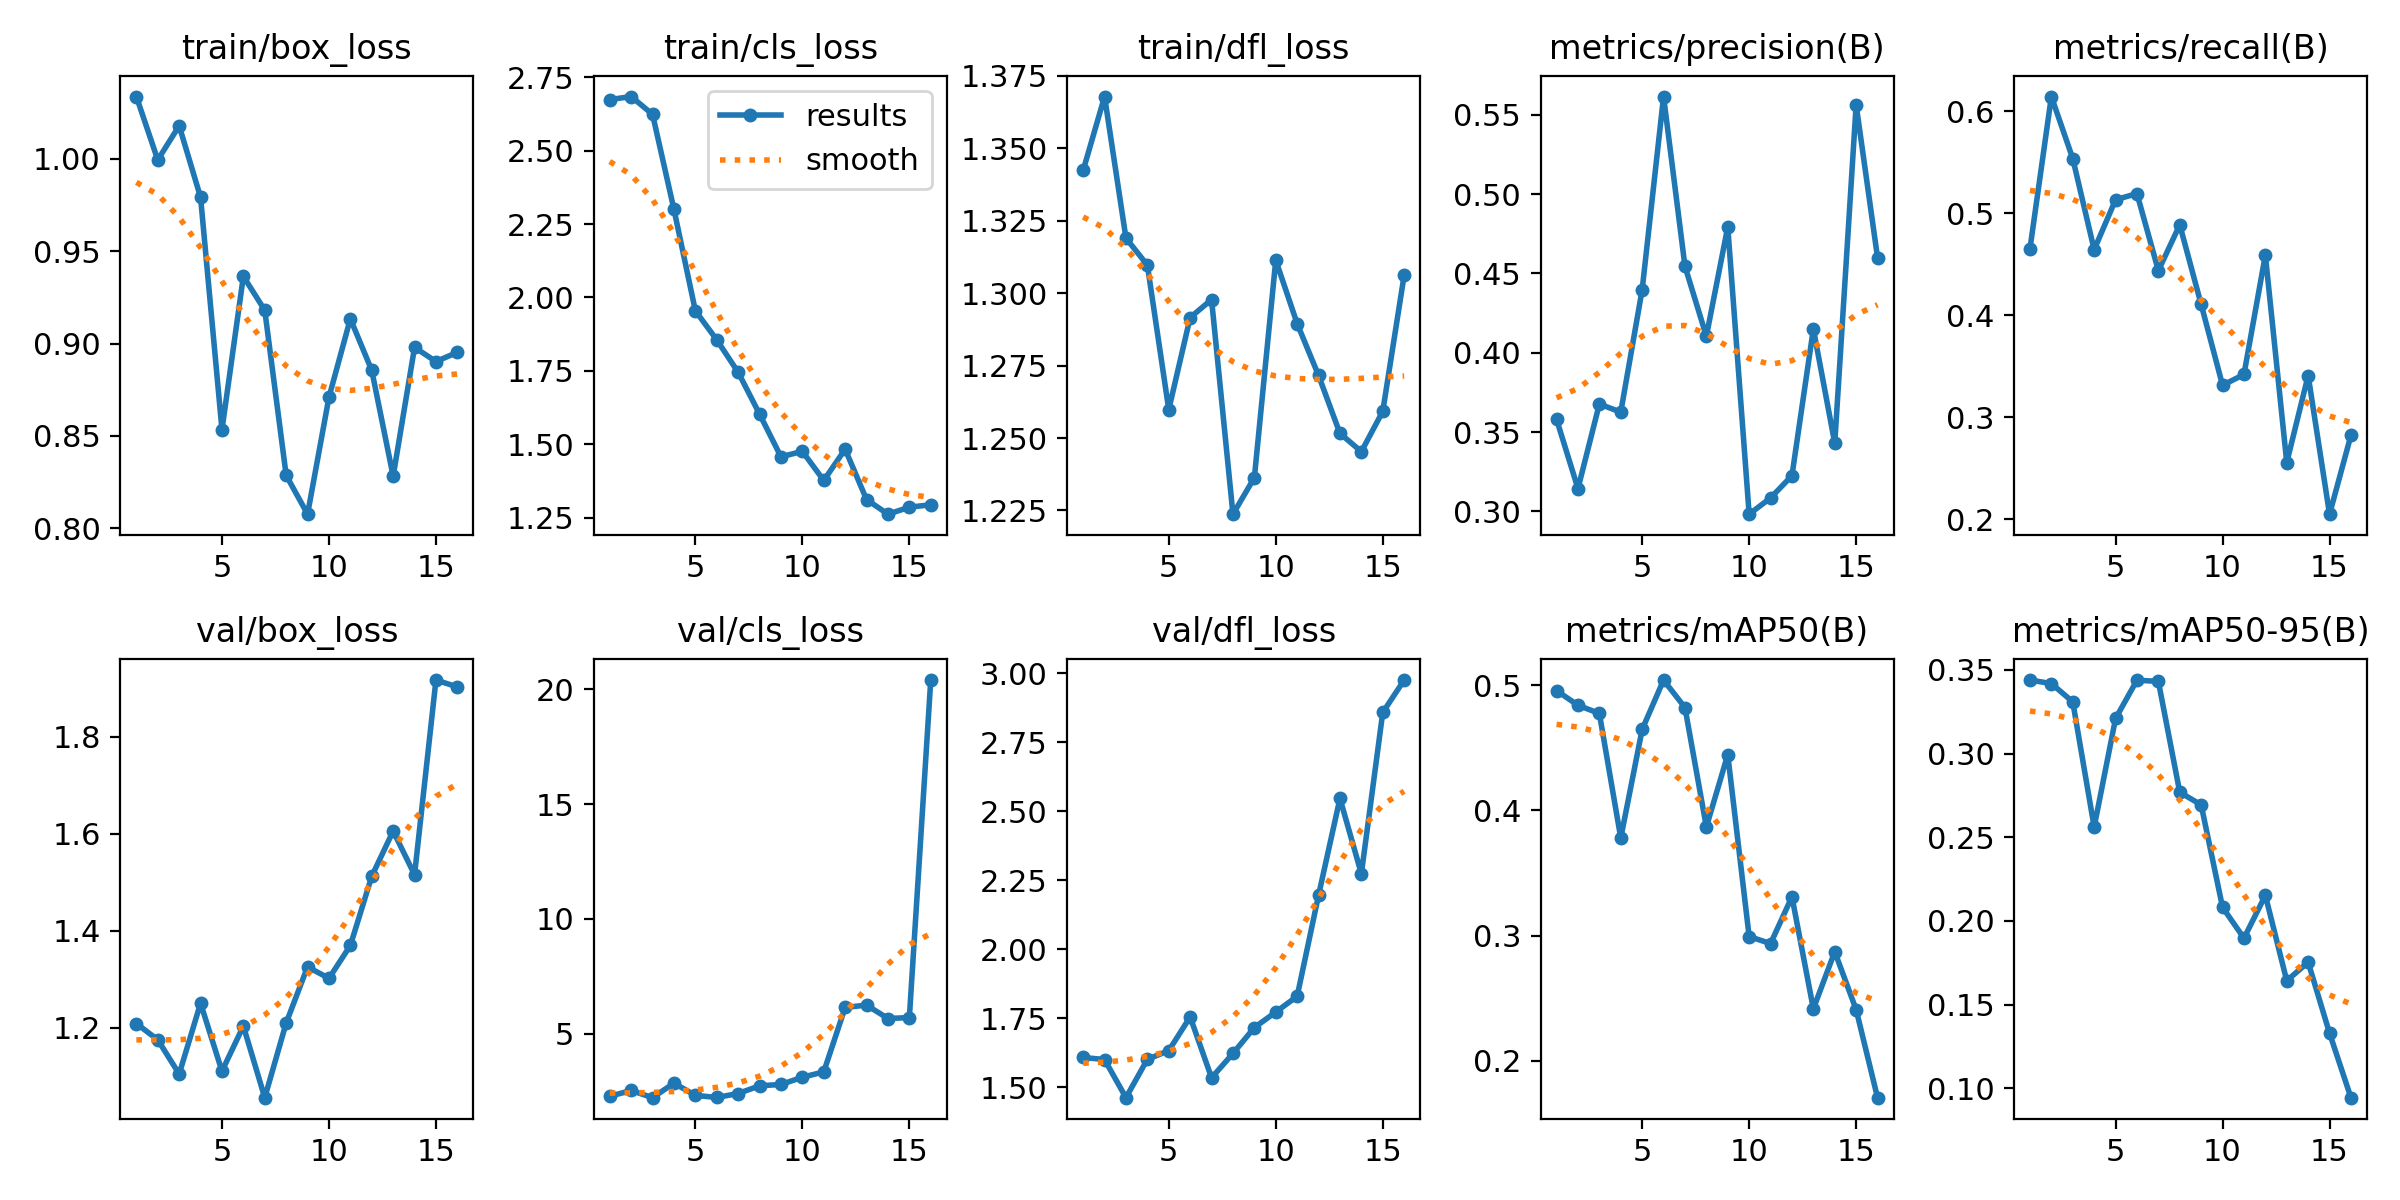 train/box_loss
1.00
0.95
0.90
0.85
0.80
5 10 15
train/cls_loss
results
smooth
2.75
2.50
2.25
2.00
1.75
1.50
1.25
5 10 15
train/dfl_loss
1.375
1.350
1.325
1.300
1.275
1.250
1.225
5 10 15
metrics/precision(B)
0.55
0.50
0.45
0.40
0.35
0.30
5 10 15
metrics/recall(B)
0.6
0.5
0.4
0.3
0.2
5 10 15
val/box_loss
1.8
1.6
1.4
1.2
5 10 15
val/cls_loss
20
15
10
5
5 10 15
val/dfl_loss
3.00
2.75
2.50
2.25
2.00
1.75
1.50
5 10 15
metrics/mAP50(B)
0.5
0.4
0.3
0.2
5 10 15
metrics/mAP50-95(B)
0.35
0.30
0.25
0.20
0.15
0.10
5 10 15